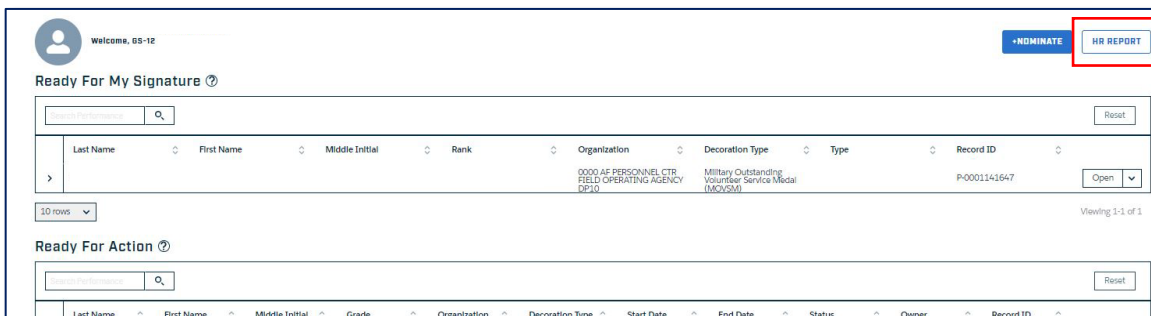 Welcome, GS-12
+NOMINATE
HR REPORT
Ready For My Signature ?
Search Performance
Reset
Last Name First Name Middle Initial Rank Organization Decoration Type Type Record ID
0000 AF PERSONNEL CTR
FIELD OPERATING AGENCY
DP10
Military Outstanding
Volunteer Service Medal
(MOVSM)
P-0001141647
Open
10 rows
Viewing 1-1 of 1
Ready For Action ?
Search Performance
Reset
Last Name First Name Middle Initial Grade Organization Decoration Type Start Date End Date Status Owner Record ID